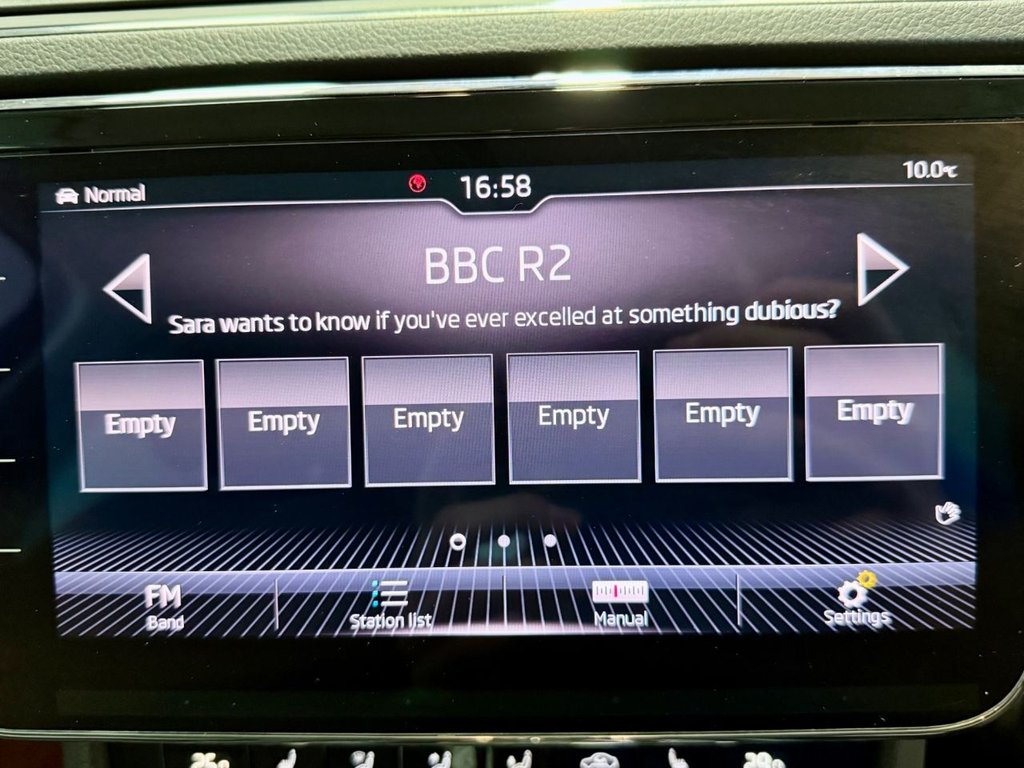 Normal 16:58 10.0°C
BBC R2
Sara wants to know if you've ever excelled at something dubious?
Empty Empty Empty Empty Empty Empty
FM
Band Station list Manual Settings